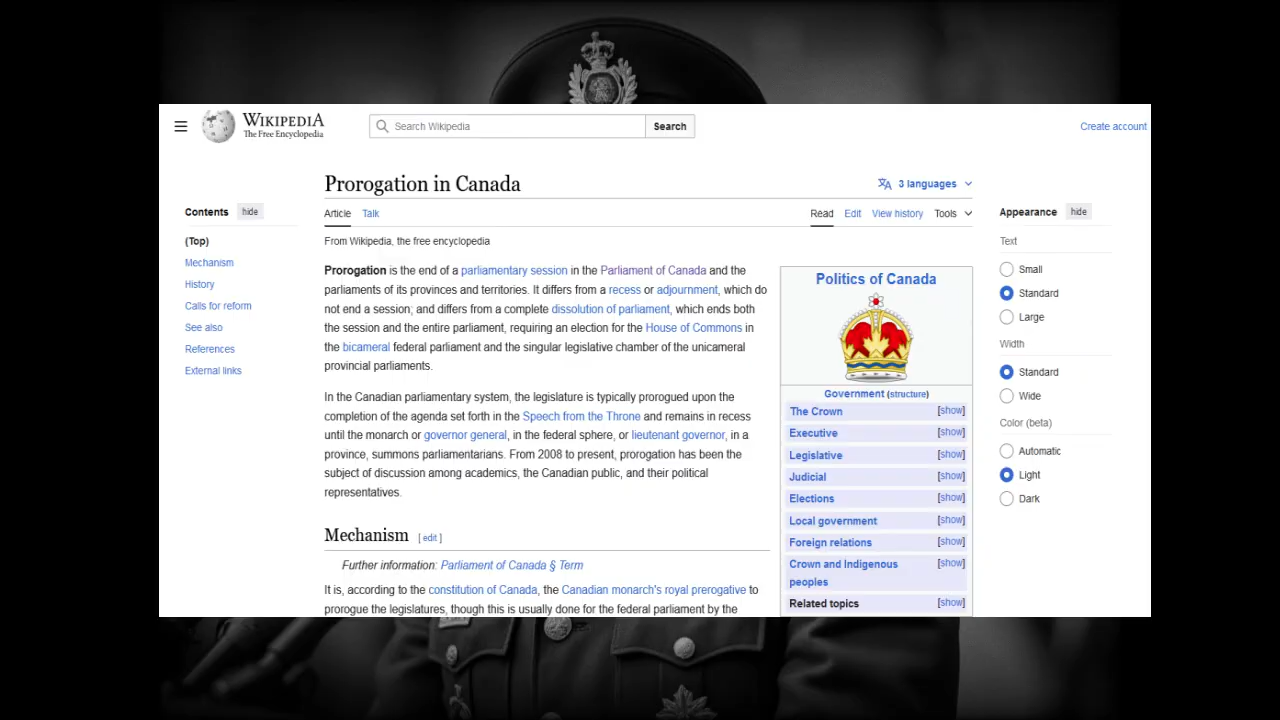 WIKIPEDIA
The Free Encyclopedia
Search Wikipedia
Search
Create account
Prorogation in Canada
3 languages
Contents hide
Article Talk
Read Edit View history Tools
Appearance hide
(Top)
Mechanism
History
Calls for reform
See also
References
External links
From Wikipedia, the free encyclopedia
Prorogation is the end of a parliamentary session in the Parliament of Canada and the
parliaments of its provinces and territories. It differs from a recess or adjournment, which do
not end a session; and differs from a complete dissolution of parliament, which ends both
the session and the entire parliament, requiring an election for the House of Commons in
the bicameral federal parliament and the singular legislative chamber of the unicameral
provincial parliaments.
In the Canadian parliamentary system, the legislature is typically prorogued upon the
completion of the agenda set forth in the Speech from the Throne and remains in recess
until the monarch or governor general, in the federal sphere, or lieutenant governor, in a
province, summons parliamentarians. From 2008 to present, prorogation has been the
subject of discussion among academics, the Canadian public, and their political
representatives.
Mechanism [ edit ]
Further information: Parliament of Canada § Term
It is, according to the constitution of Canada, the Canadian monarch's royal prerogative to
prorogue the legislatures, though this is usually done for the federal parliament by the
Politics of Canada
Government (structure)
The Crown [show]
Executive [show]
Legislative [show]
Judicial [show]
Elections [show]
Local government [show]
Foreign relations [show]
Crown and Indigenous [show]
peoples
Related topics [show]
Text
Small
Standard
Large
Width
Standard
Wide
Color (beta)
Automatic
Light
Dark